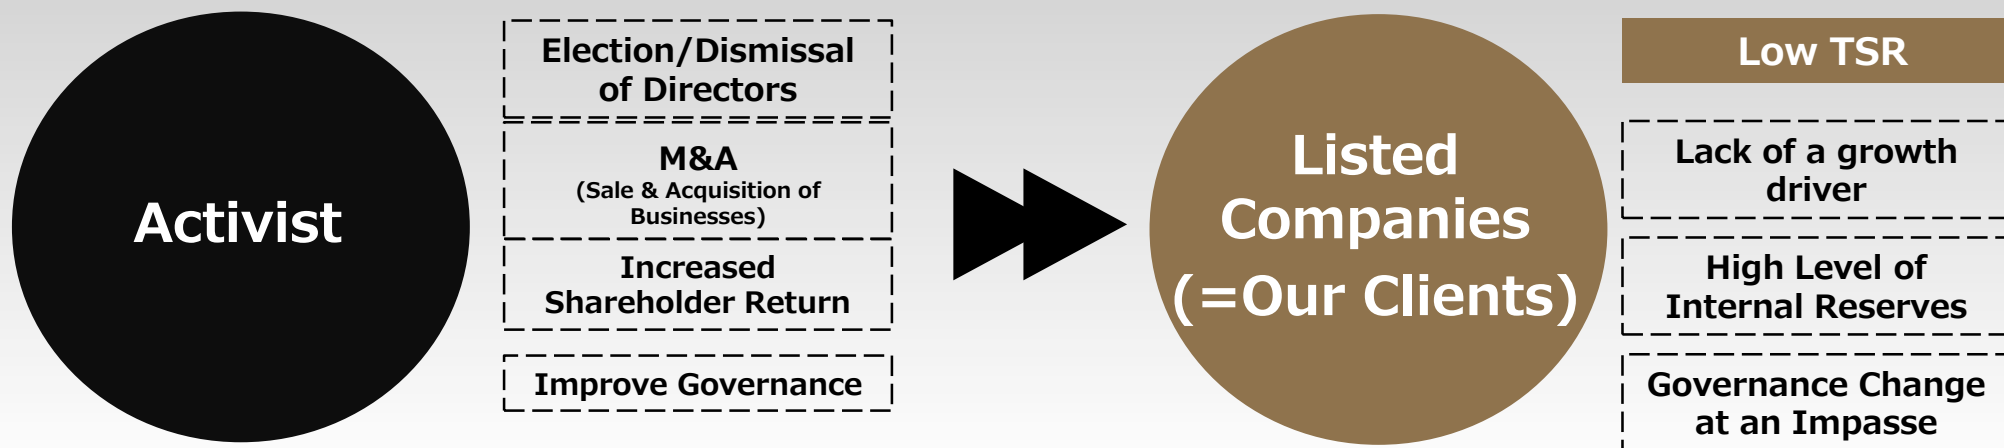 Activist
Election/Dismissal
of Directors
M&A
(Sale & Acquisition of
Businesses)
Increased
Shareholder Return
Improve Governance
Listed
Companies
(=Our Clients)
Low TSR
Lack of a growth
driver
High Level of
Internal Reserves
Governance Change
at an Impasse